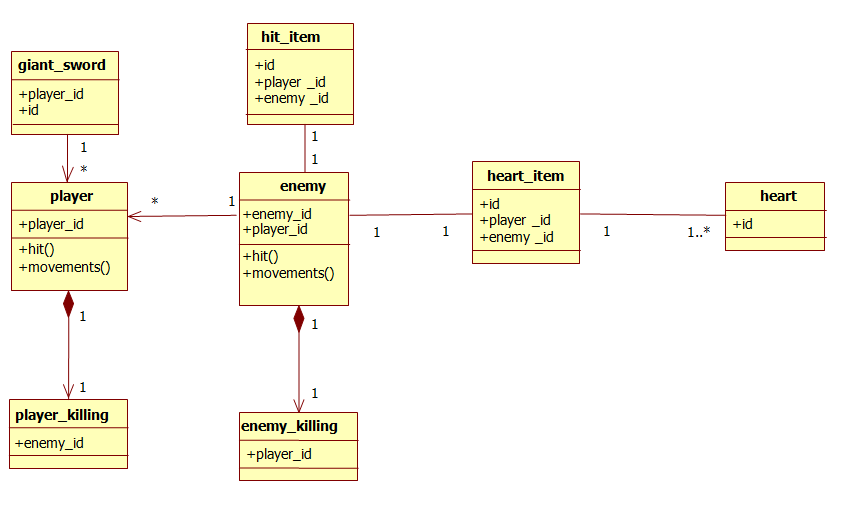 hit_item
+id
+player _id
+enemy _id
giant_sword
+player_id
+id
1
*
1
1
player
+player_id
+hit()
+movements()
*
1
enemy
+enemy_id
+player_id
+hit()
+movements()
1
1
heart_item
+id
+player _id
+enemy _id
1
1..*
heart
+id
1
1
1
1
player_killing
+enemy_id
enemy_killing
+player_id